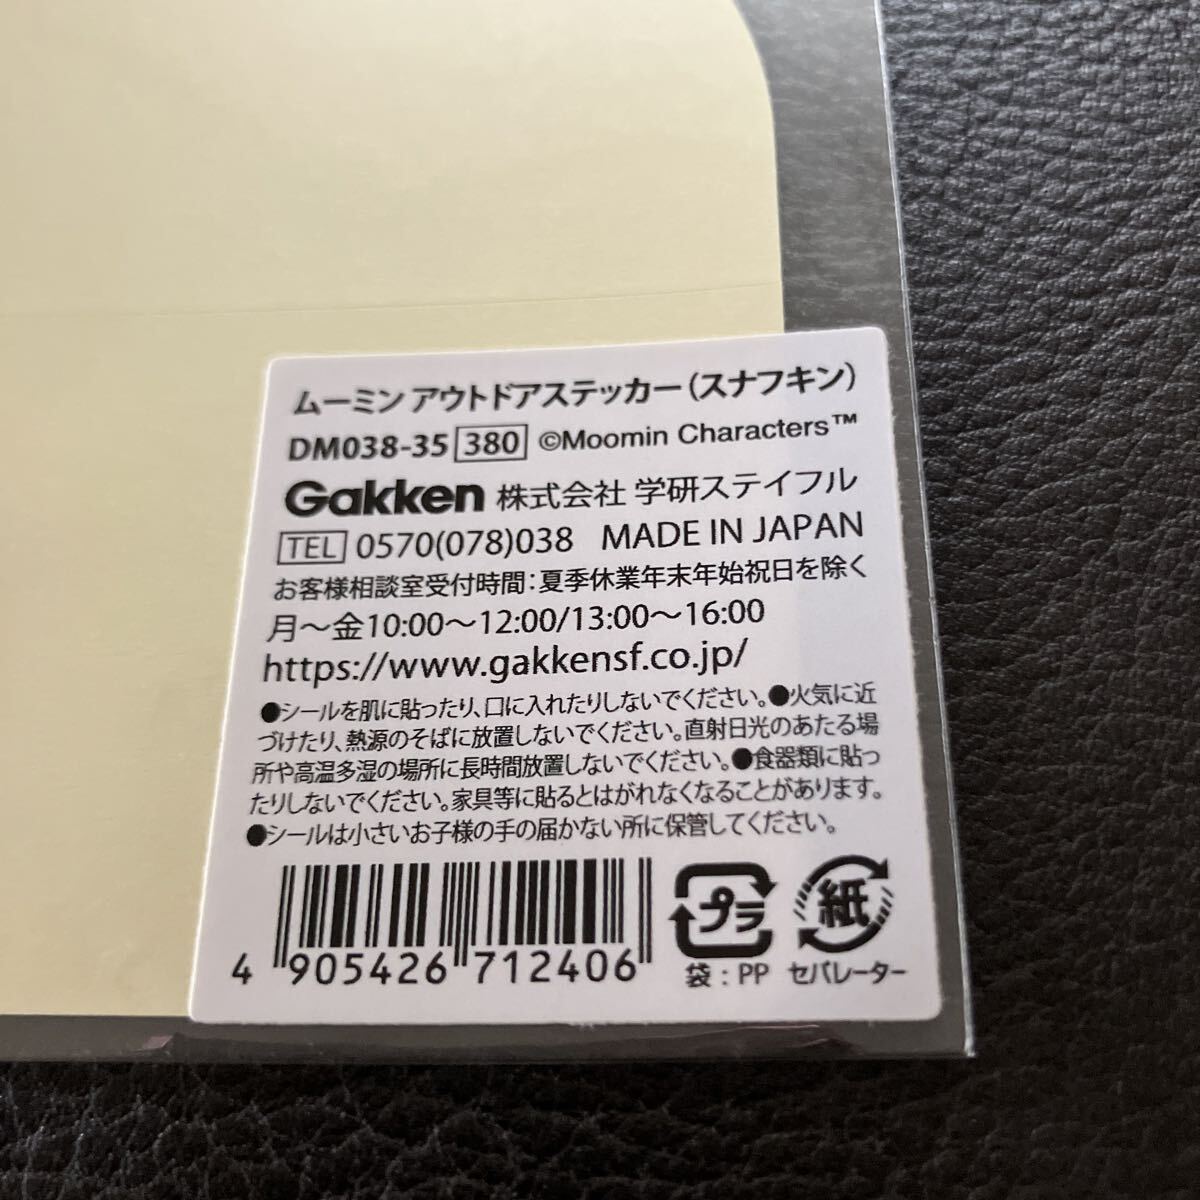 ムーミン アウトドアステッカー（スナフキン）
DM038-35 380 ©Moomin Characters™
Gakken 株式会社 学研ステイフル
TEL 0570(078)038 MADE IN JAPAN
お客様相談室受付時間：夏季休業年末年始祝日を除く
月～金10:00～12:00/13:00～16:00
https://www.gakkensf.co.jp/
●シールを肌に貼ったり、口に入れたりしないでください。●火気に近
づけたり、熱源のそばに放置しないでください。直射日光のあたる場
所や高温多湿の場所に長時間放置しないでください。●食器類に貼っ
たりしないでください。家具等に貼るとはがれなくなることがあります。
●シールは小さいお子様の手の届かない所に保管してください。
4 905426 712406
プラ
袋：PP
紙
セパレーター